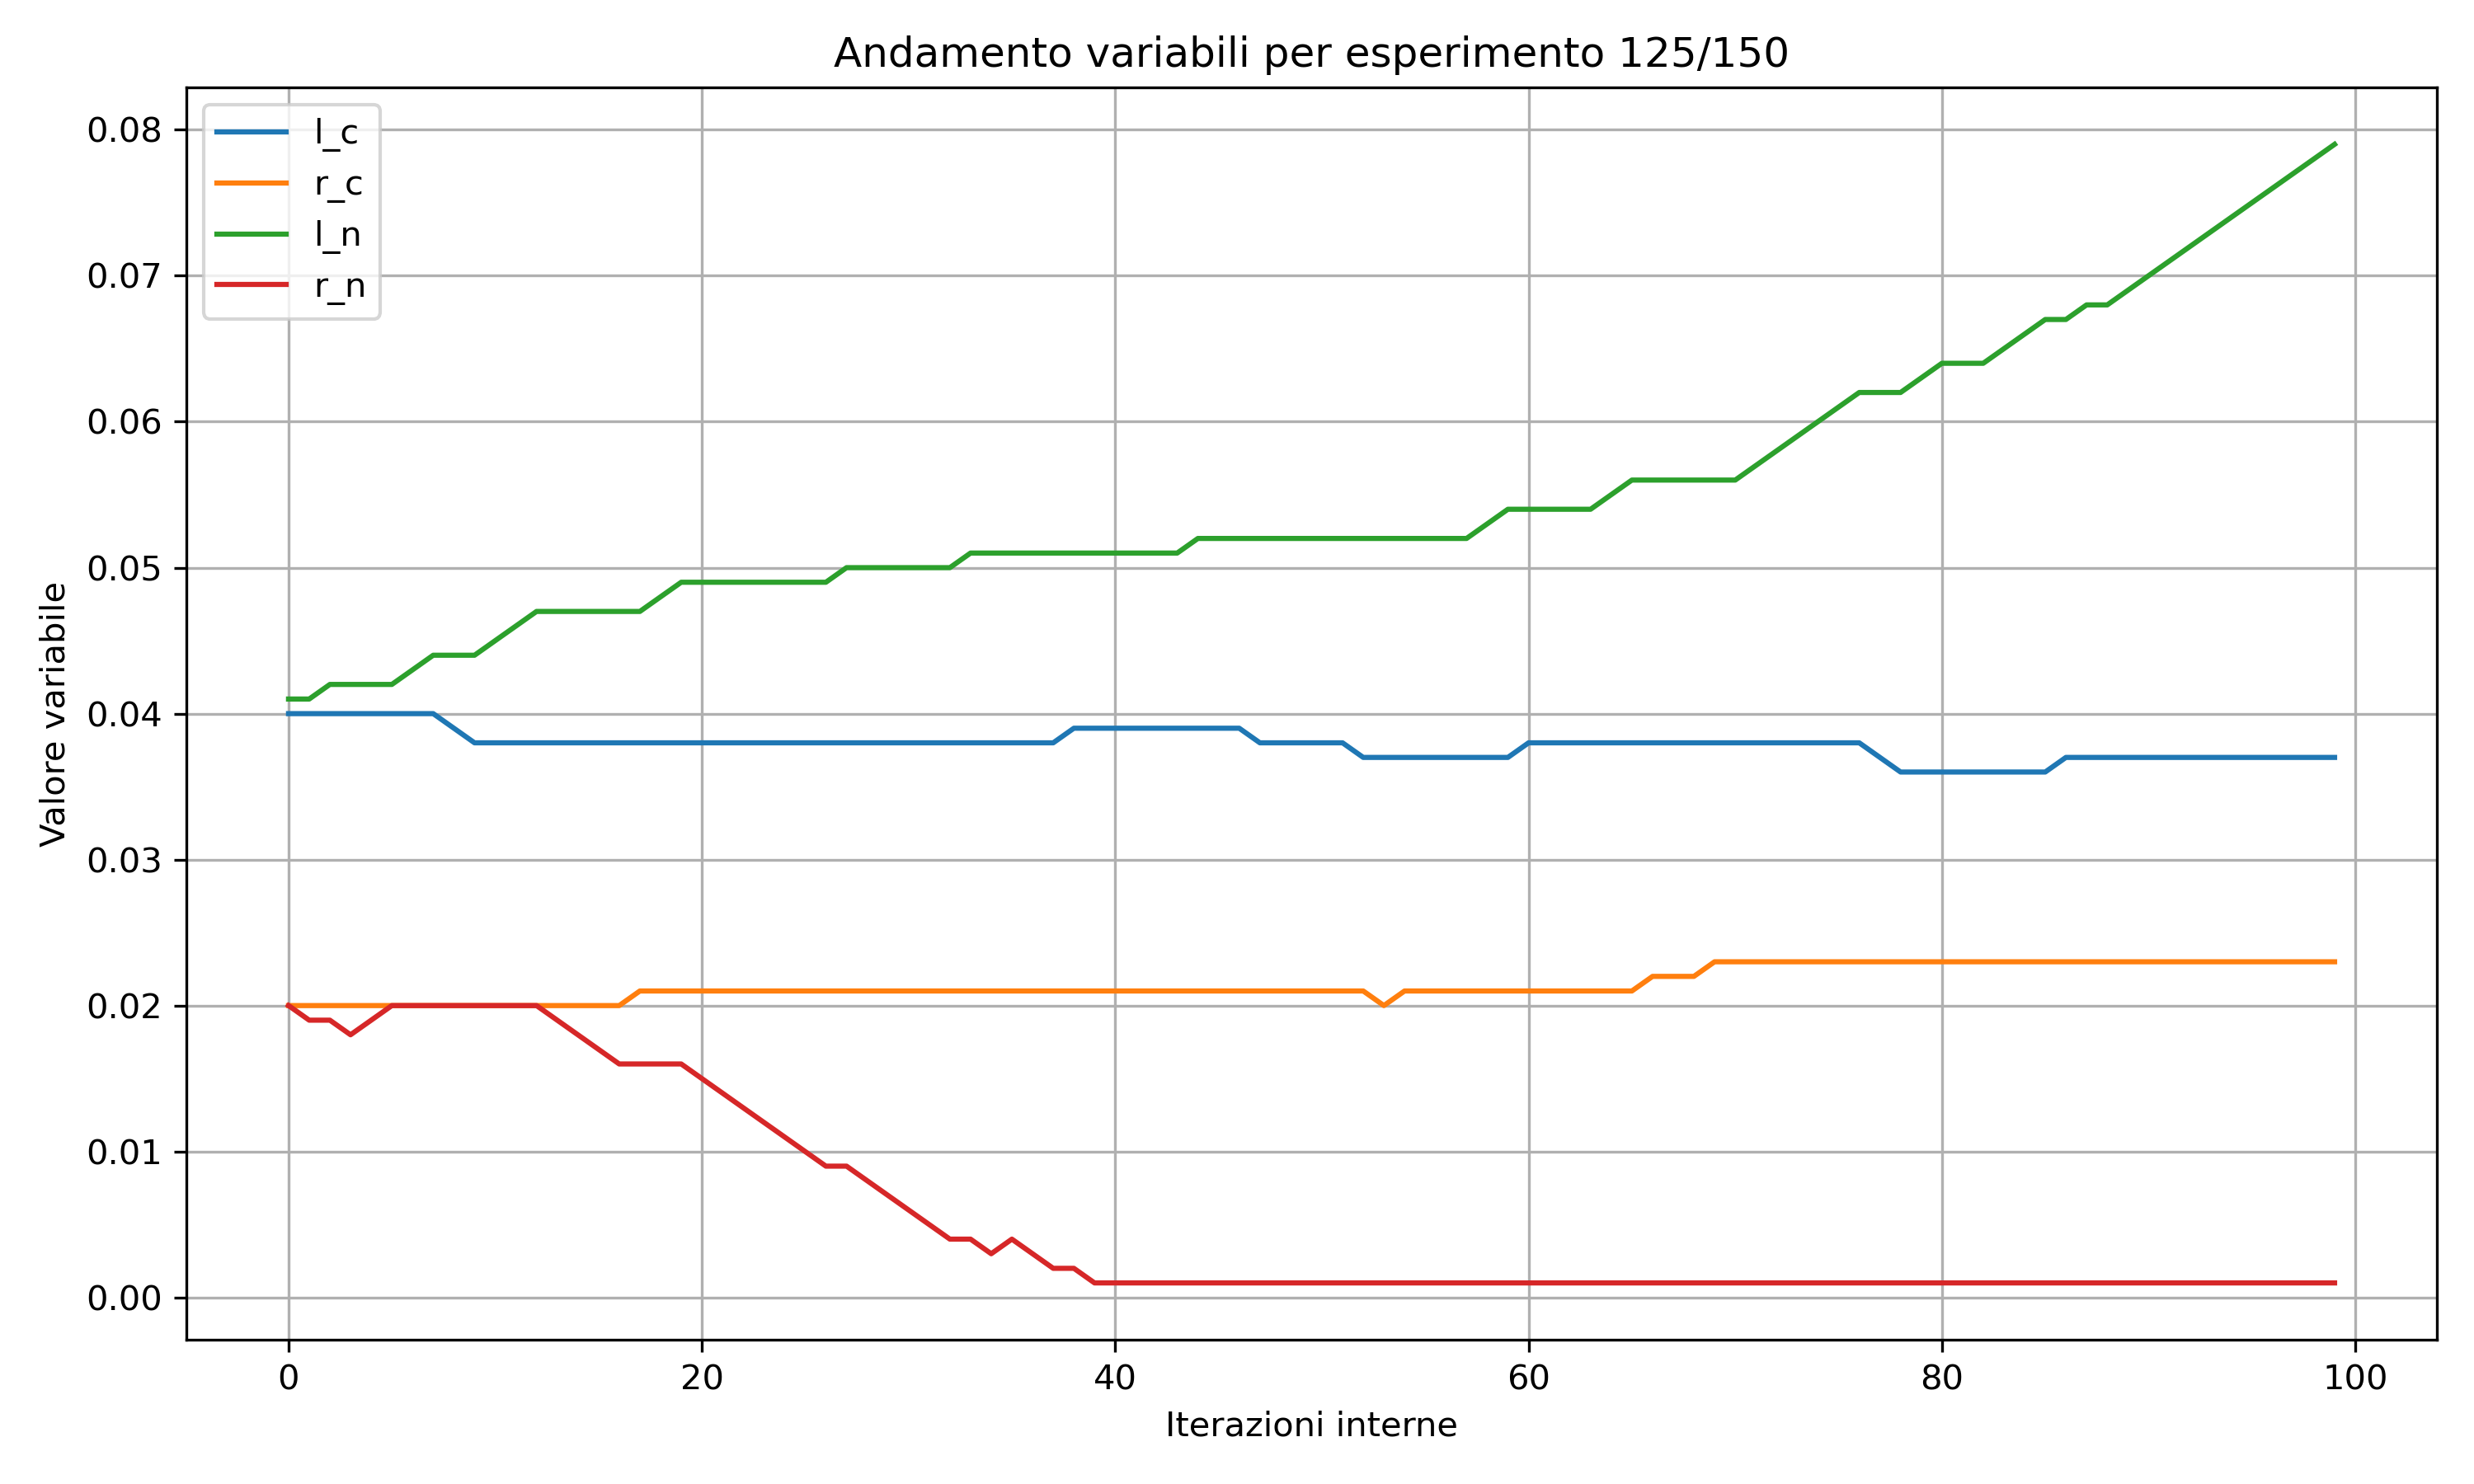 Andamento variabili per esperimento 125/150
l_c
r_c
l_n
r_n
0.08
0.07
0.06
0.05
0.04
0.03
0.02
0.01
0.00
Valore variabile
0 20 40 60 80 100
Iterazioni interne